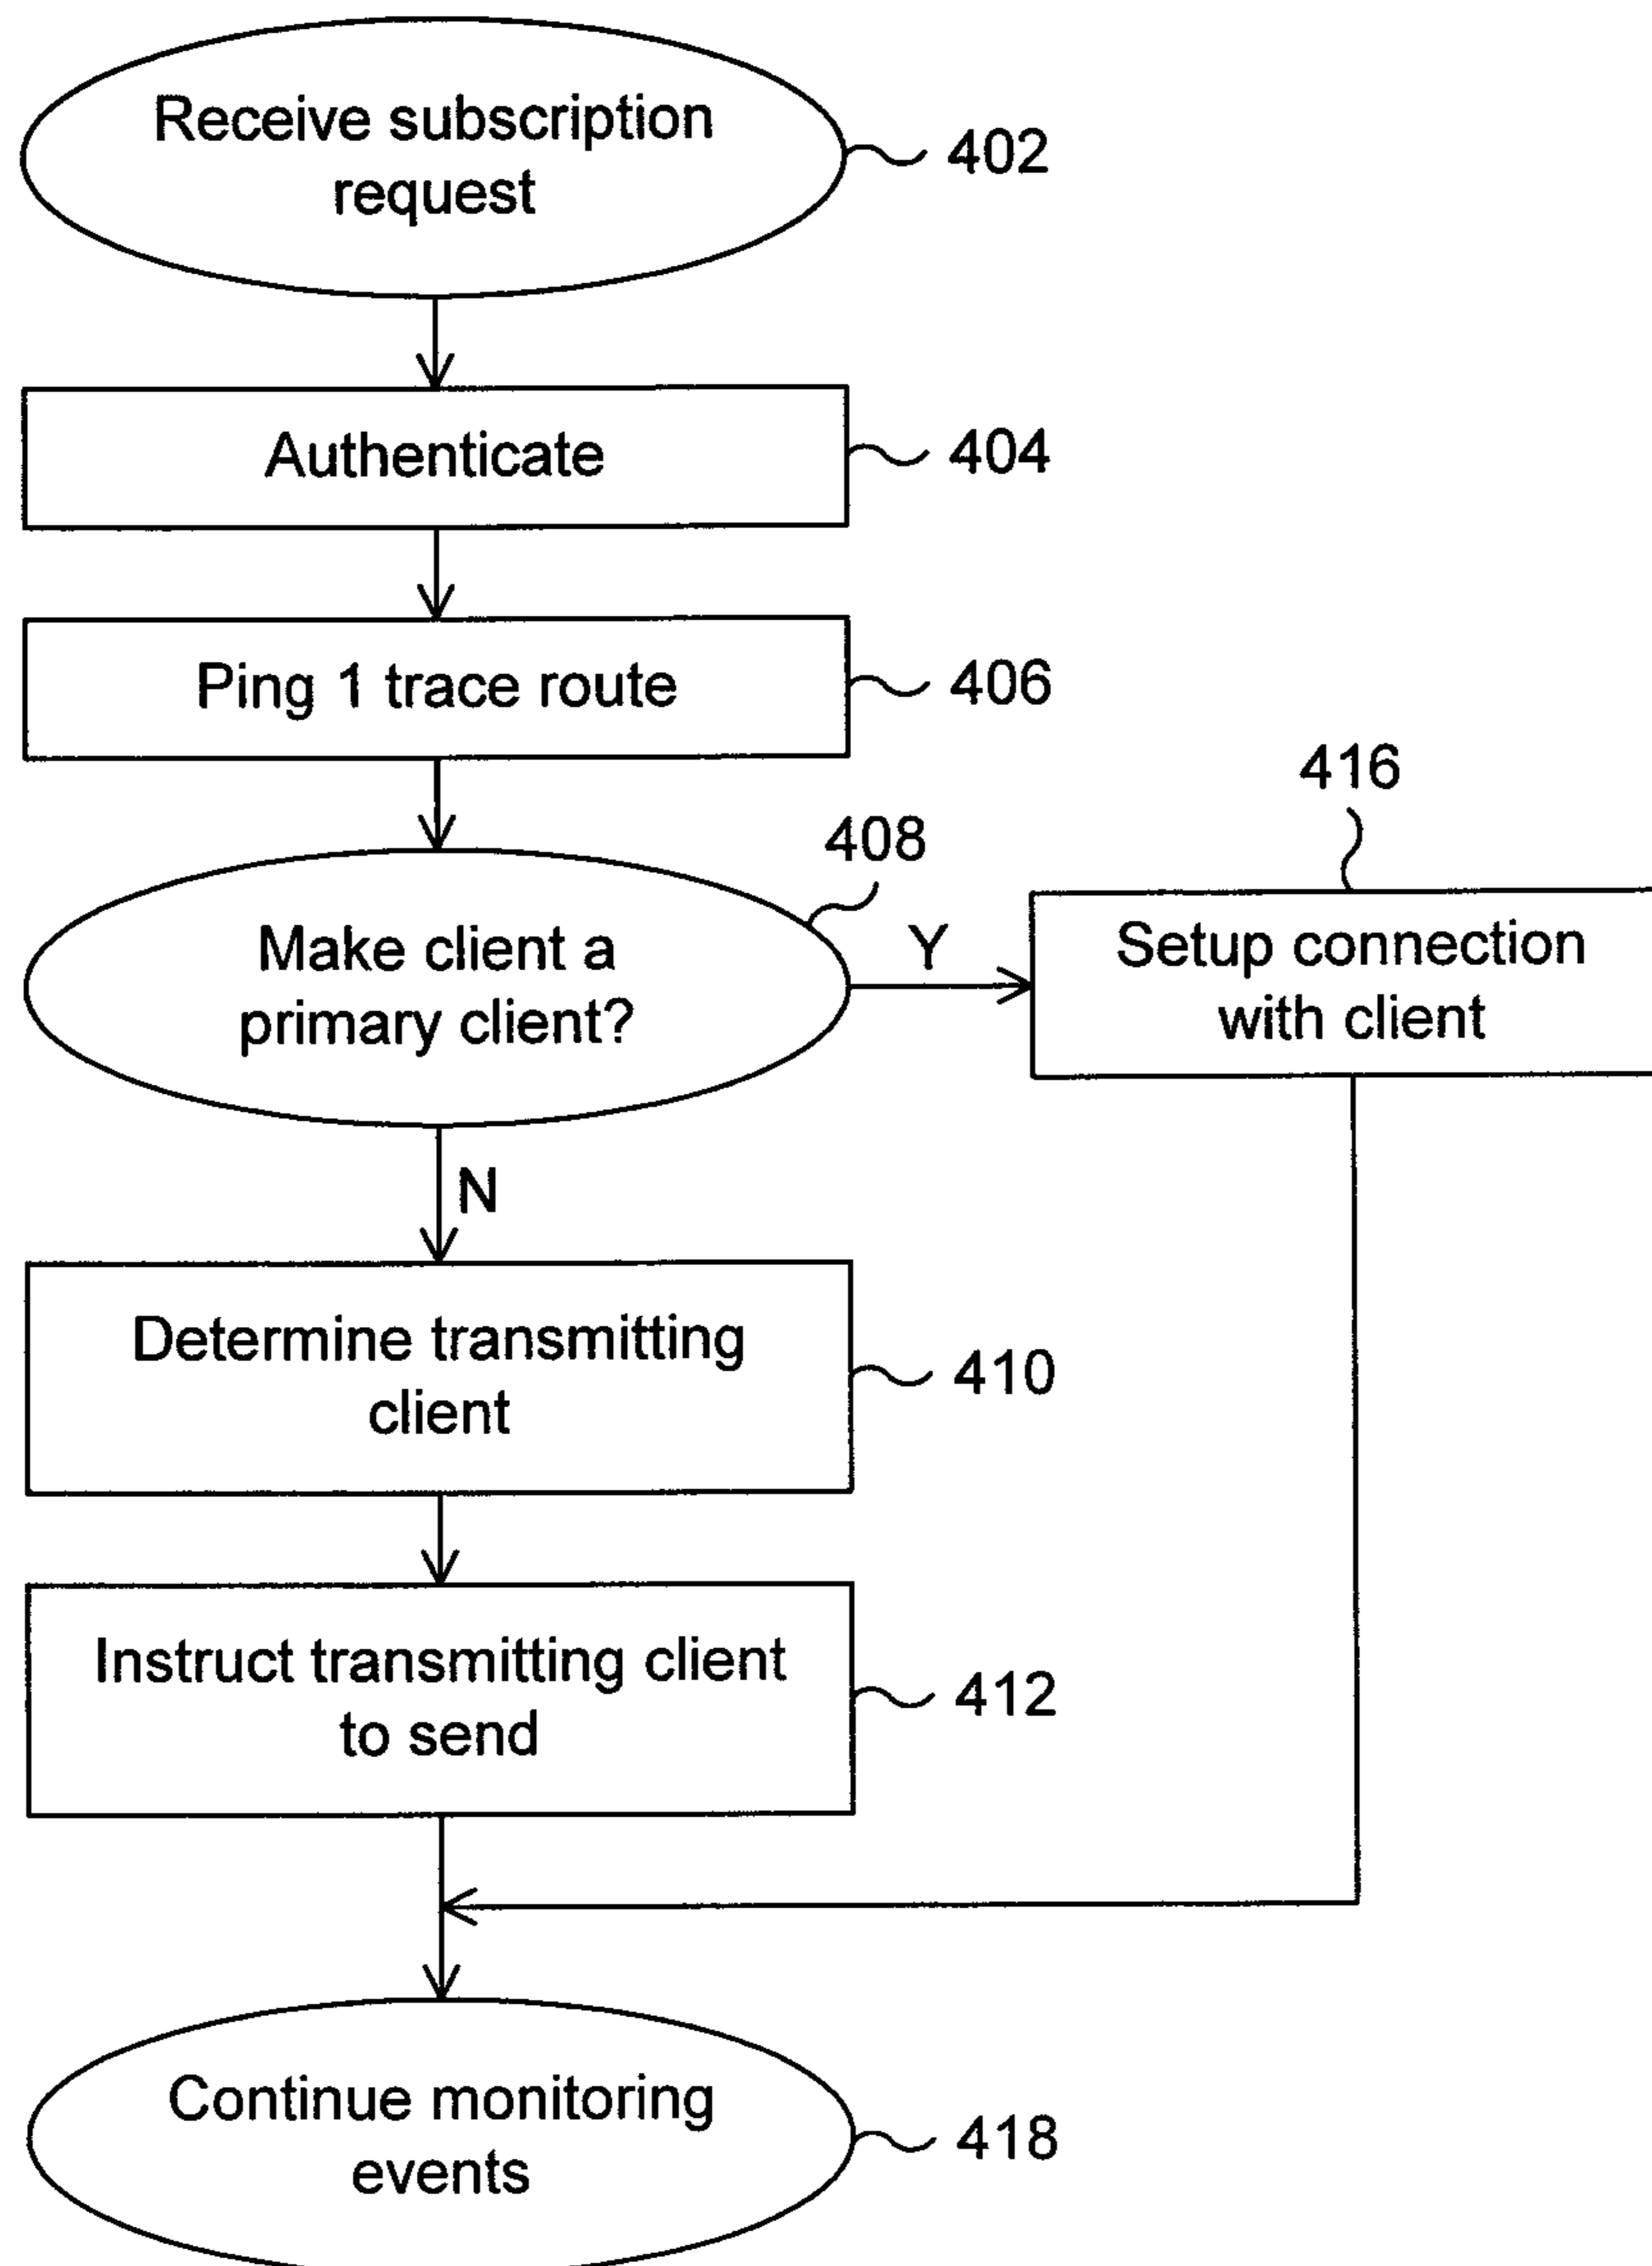 Receive subscription
request
402
Authenticate
404
Ping 1 trace route
406
408
416
Make client a
primary client?
Y
Setup connection
with client
N
Determine transmitting
client
410
Instruct transmitting client
to send
412
Continue monitoring
events
418